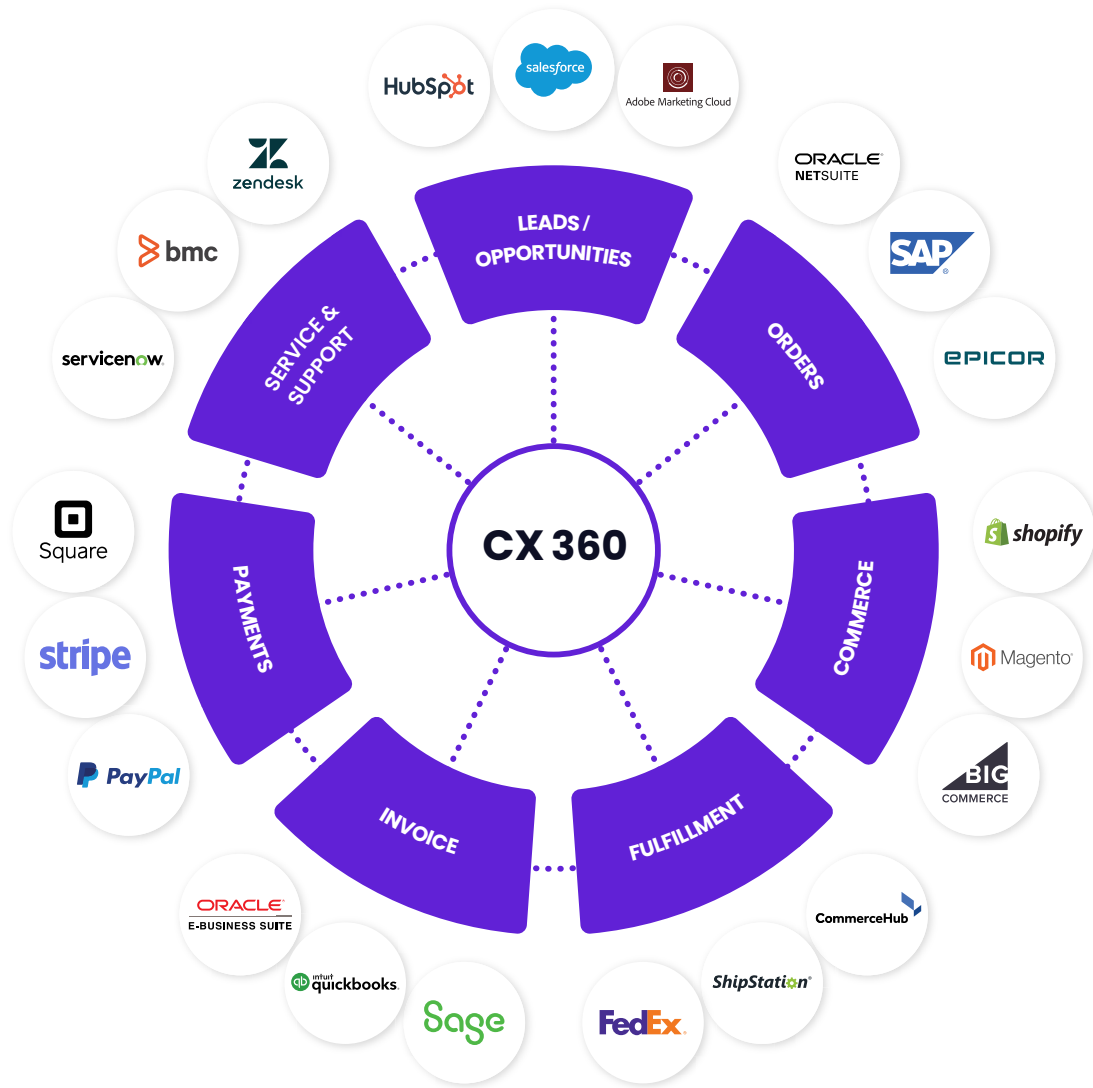 HubSpot
salesforce
Adobe Marketing Cloud
ORACLE
NETSUITE
SAP
EPICOR
shopify
Magento
BIG
COMMERCE
CommerceHub
ShipStation
FedEx
Sage
intuit
quickbooks
ORACLE
E-BUSINESS SUITE
PayPal
stripe
Square
servicenow
bmc
zendesk
LEADS /
OPPORTUNITIES
ORDERS
COMMERCE
FULFILLMENT
INVOICE
PAYMENTS
SERVICE &
SUPPORT
CX 360